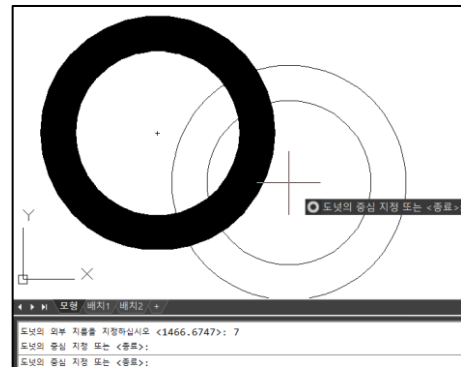 도넛의 중심 지정 또는 <종료>:
Y
X
모형 배치1 배치2 +
도넛의 외부 지름을 지정하십시오 <1466.6747>: 7
도넛의 중심 지정 또는 <종료>:
도넛의 중심 지정 또는 <종료>: